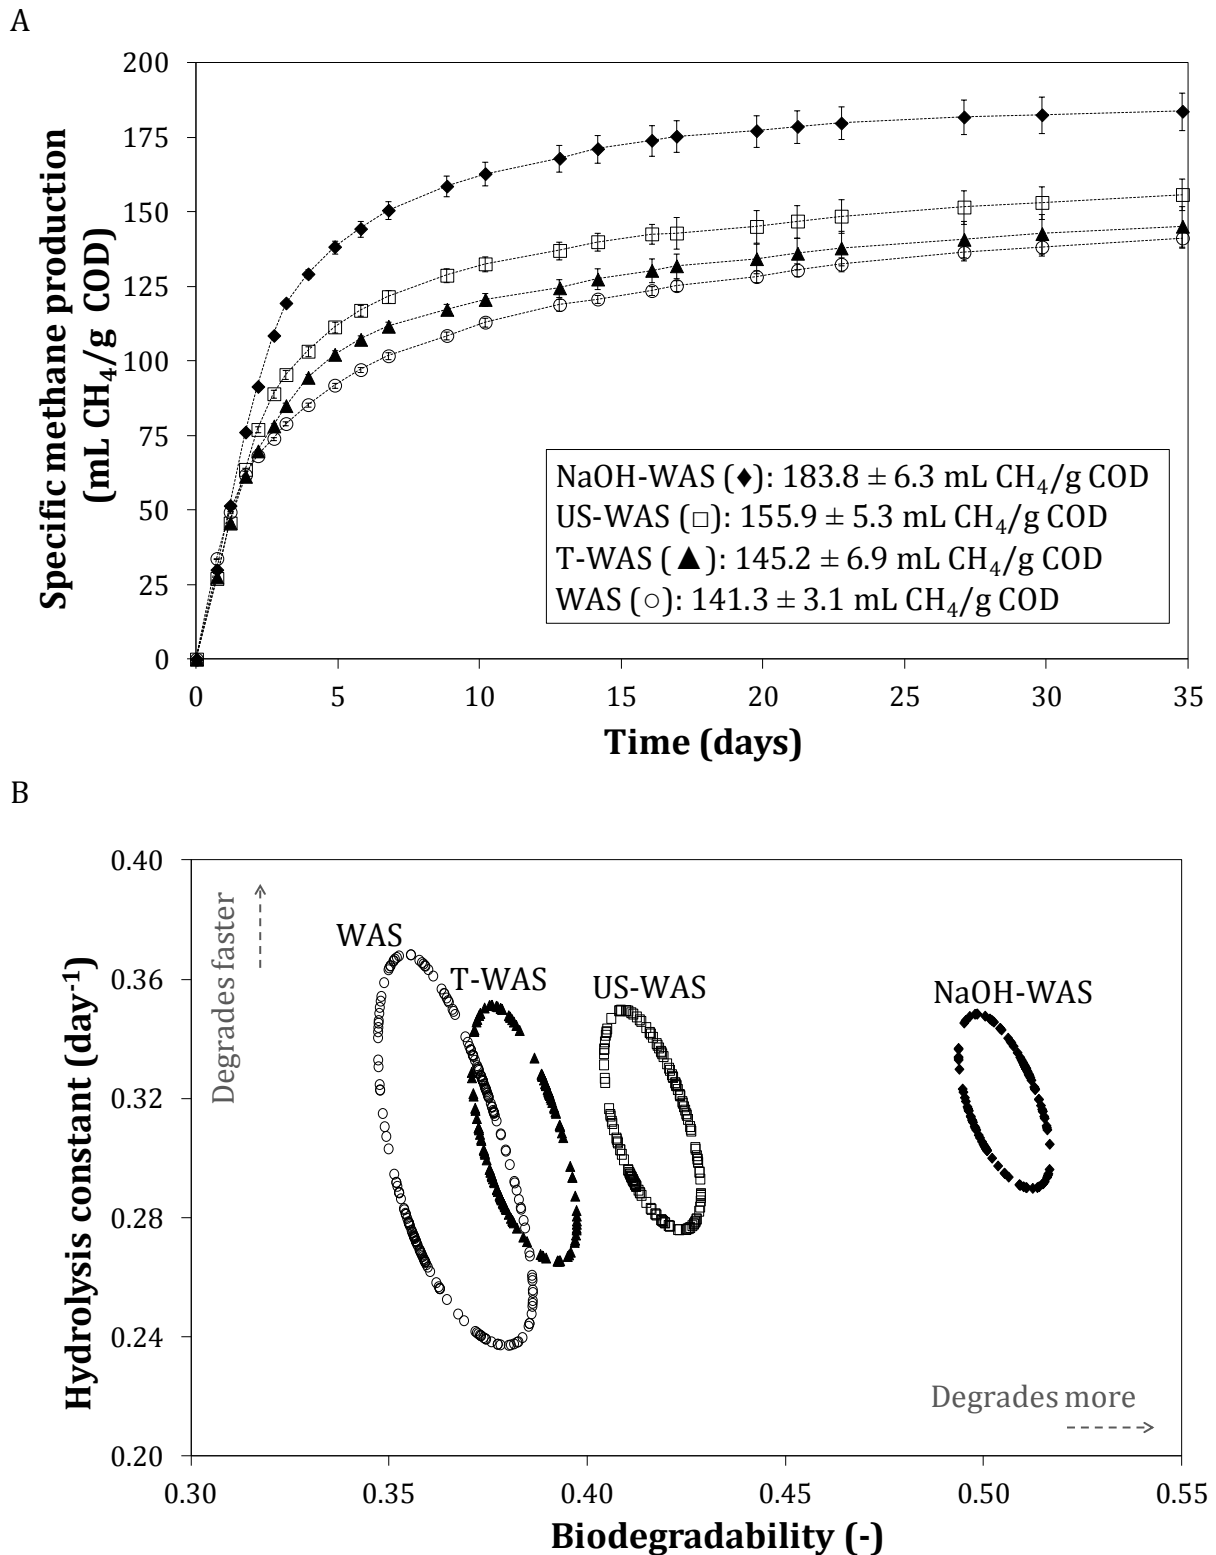 A
200
175
150
125
100
75
50
25
0
Specific methane production
(mL CH₄/g COD)
NaOH-WAS (♦): 183.8 ± 6.3 mL CH₄/g COD
US-WAS (□): 155.9 ± 5.3 mL CH₄/g COD
T-WAS (▲): 145.2 ± 6.9 mL CH₄/g COD
WAS (○): 141.3 ± 3.1 mL CH₄/g COD
0 5 10 15 20 25 30 35
Time (days)
B
0.40
0.36
0.32
0.28
0.24
0.20
Hydrolysis constant (day⁻¹)
Degrades faster
WAS
T-WAS
US-WAS
NaOH-WAS
Degrades more
0.30 0.35 0.40 0.45 0.50 0.55
Biodegradability (-)